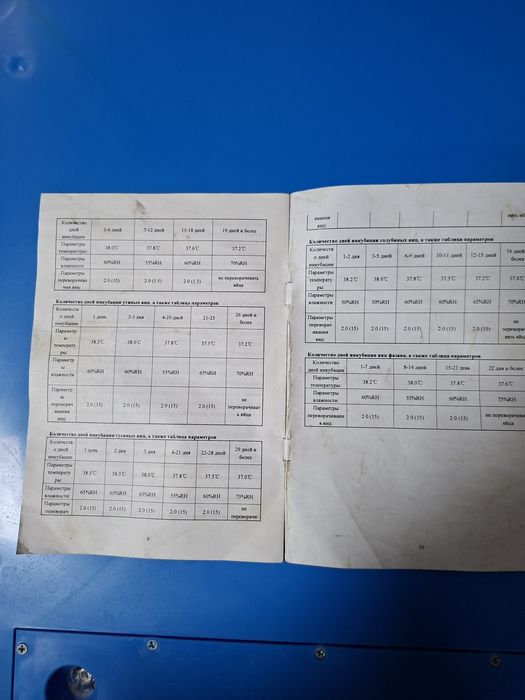 Количество дней инкубации 1-6 дней 7-12 дней 13-18 дней 19 дней и более
Параметры температуры 38.0℃ 37.8℃ 37.6℃ 37.2℃
Параметры влажности 60%RH 55%RH 60%RH 70%RH
Параметры переворачивания яиц 2.0 (15) 2.0 (1.5) 2.0 (1.5) не переворачивать яйца
Количество дней инкубации утиных яиц, а также таблица параметров
Количество дней инкубации 1 день 2-3 дня 4-20 дней 21-25 26 дней и более
Параметры температуры 38.3℃ 38.0℃ 37.8℃ 37.5℃ 37.2℃
Параметры влажности 60%RH 60%RH 55%RH 65%RH 70%RH
Параметры переворачивания яиц 2.0 (15) 2.0 (15) 2.0 (15) 2.0 (15) не переворачивать яйца
Количество дней инкубации гусиных яиц, а также таблица параметров
Количество дней инкубации 1 день 2 дня 3 дня 4-21 дня 22-28 дней 29 дней и более
Параметры температуры 38.5℃ 38.3℃ 38.0℃ 37.8℃ 37.5℃ 37.0℃
Параметры влажности 65%RH 65%RH 65%RH 55%RH 60%RH 75%RH
Параметры переворач 2.0 (15) 2.0 (15) 2.0 (15) 2.0 (15) 2.0 (15) не переворачи
9
ивания яиц вать яйц
Количество дней инкубации голубиных яиц, а также таблица параметров
Количество дней инкубации 1-2 дня 3-5 дней 6-9 дней 10-11 дней 12-15 дней 16 дней более
Параметры температуры 38.2℃ 38.0℃ 37.8℃ 37.5℃ 37.2℃ 37.0℃
Параметры влажности 50%RH 50%RH 60%RH 60%RH 65%RH 70%R
Параметры переворачивания яиц 2.0 (15) 2.0 (15) 2.0 (15) 2.0 (15) 2.0 (15) не переворачивать яйца
Количество дней инкубации яиц фазана, а также таблица параметров
Количество дней инкубации 1-7 дней 8-14 дней 15-21 день 22 дня и более
Параметры температуры 38.2℃ 38.0℃ 37.8℃ 37.6℃
Параметры влажности 60%RH 55%RH 60%RH 75%RH
Параметры переворачивания яиц 2.0 (15) 2.0 (15) 2.0 (15) не переворачивать яйца
10